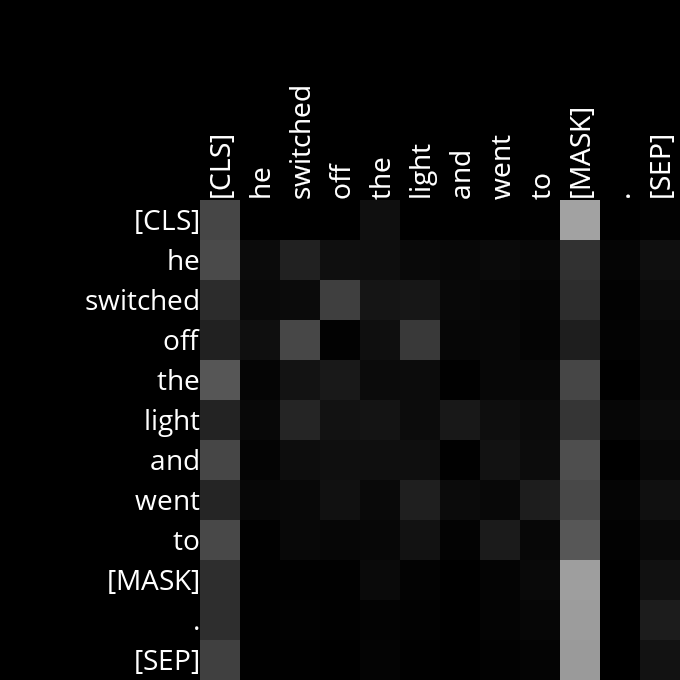 [CLS] he switched off the light and went to [MASK] . [SEP]
[CLS]
he
switched
off
the
light
and
went
to
[MASK]
.
[SEP]